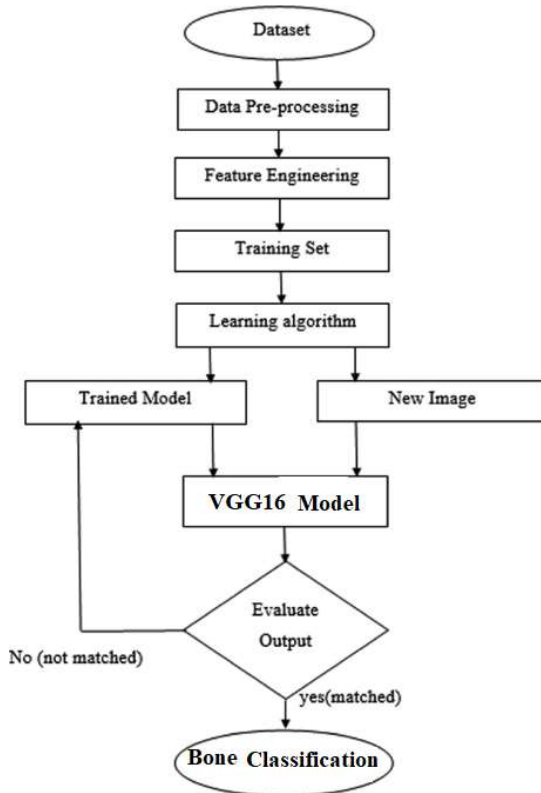 Dataset
Data Pre-processing
Feature Engineering
Training Set
Learning algorithm
Trained Model
New Image
VGG16 Model
Evaluate
Output
No (not matched)
yes(matched)
Bone Classification